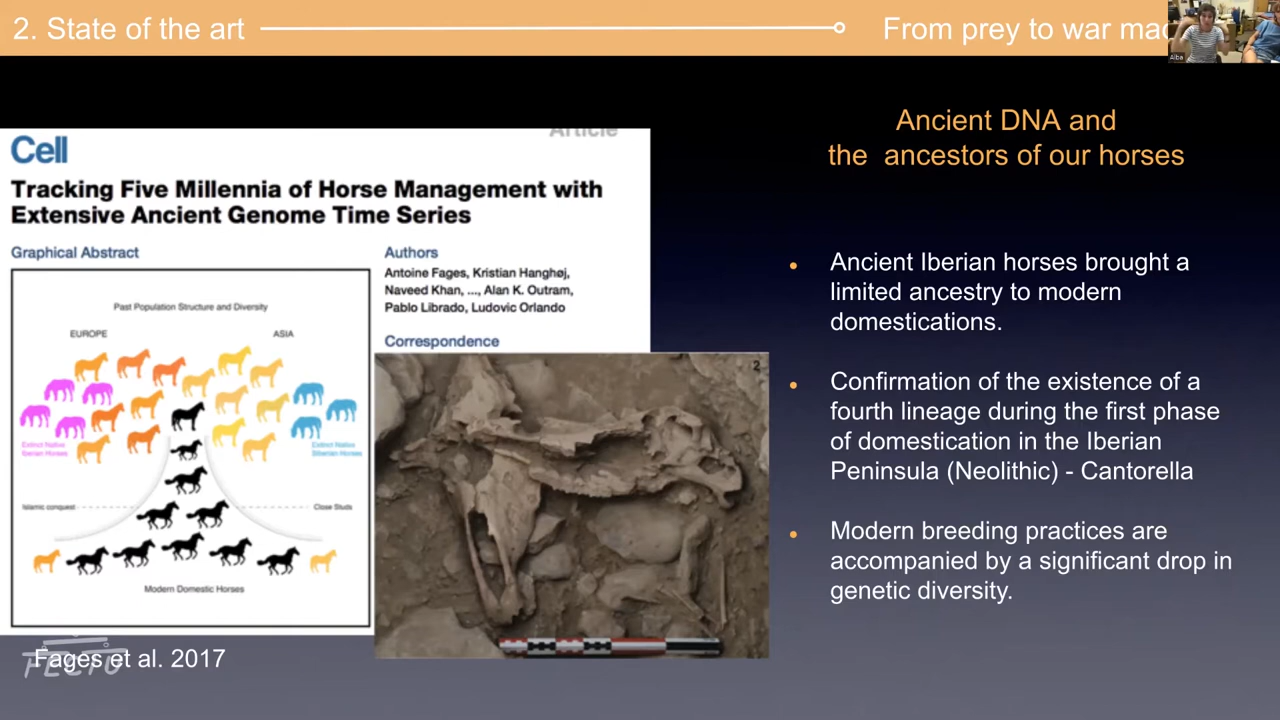 2. State of the art
From prey to war mac
Alba
Ancient DNA and
the ancestors of our horses
Article
Cell
Tracking Five Millennia of Horse Management with
Extensive Ancient Genome Time Series
Graphical Abstract
Past Population Structure and Diversity
EUROPE
ASIA
Extinct Native
Iberian Horses
Extinct Native
Siberian Horses
Islamic conquest
Close Studs
Modern Domestic Horses
Authors
Antoine Fages, Kristian Hanghøj,
Naveed Khan, ..., Alan K. Outram,
Pablo Librado, Ludovic Orlando
Correspondence
2
Ancient Iberian horses brought a
limited ancestry to modern
domestications.
Confirmation of the existence of a
fourth lineage during the first phase
of domestication in the Iberian
Peninsula (Neolithic) - Cantorella
Modern breeding practices are
accompanied by a significant drop in
genetic diversity.
Fages et al. 2017